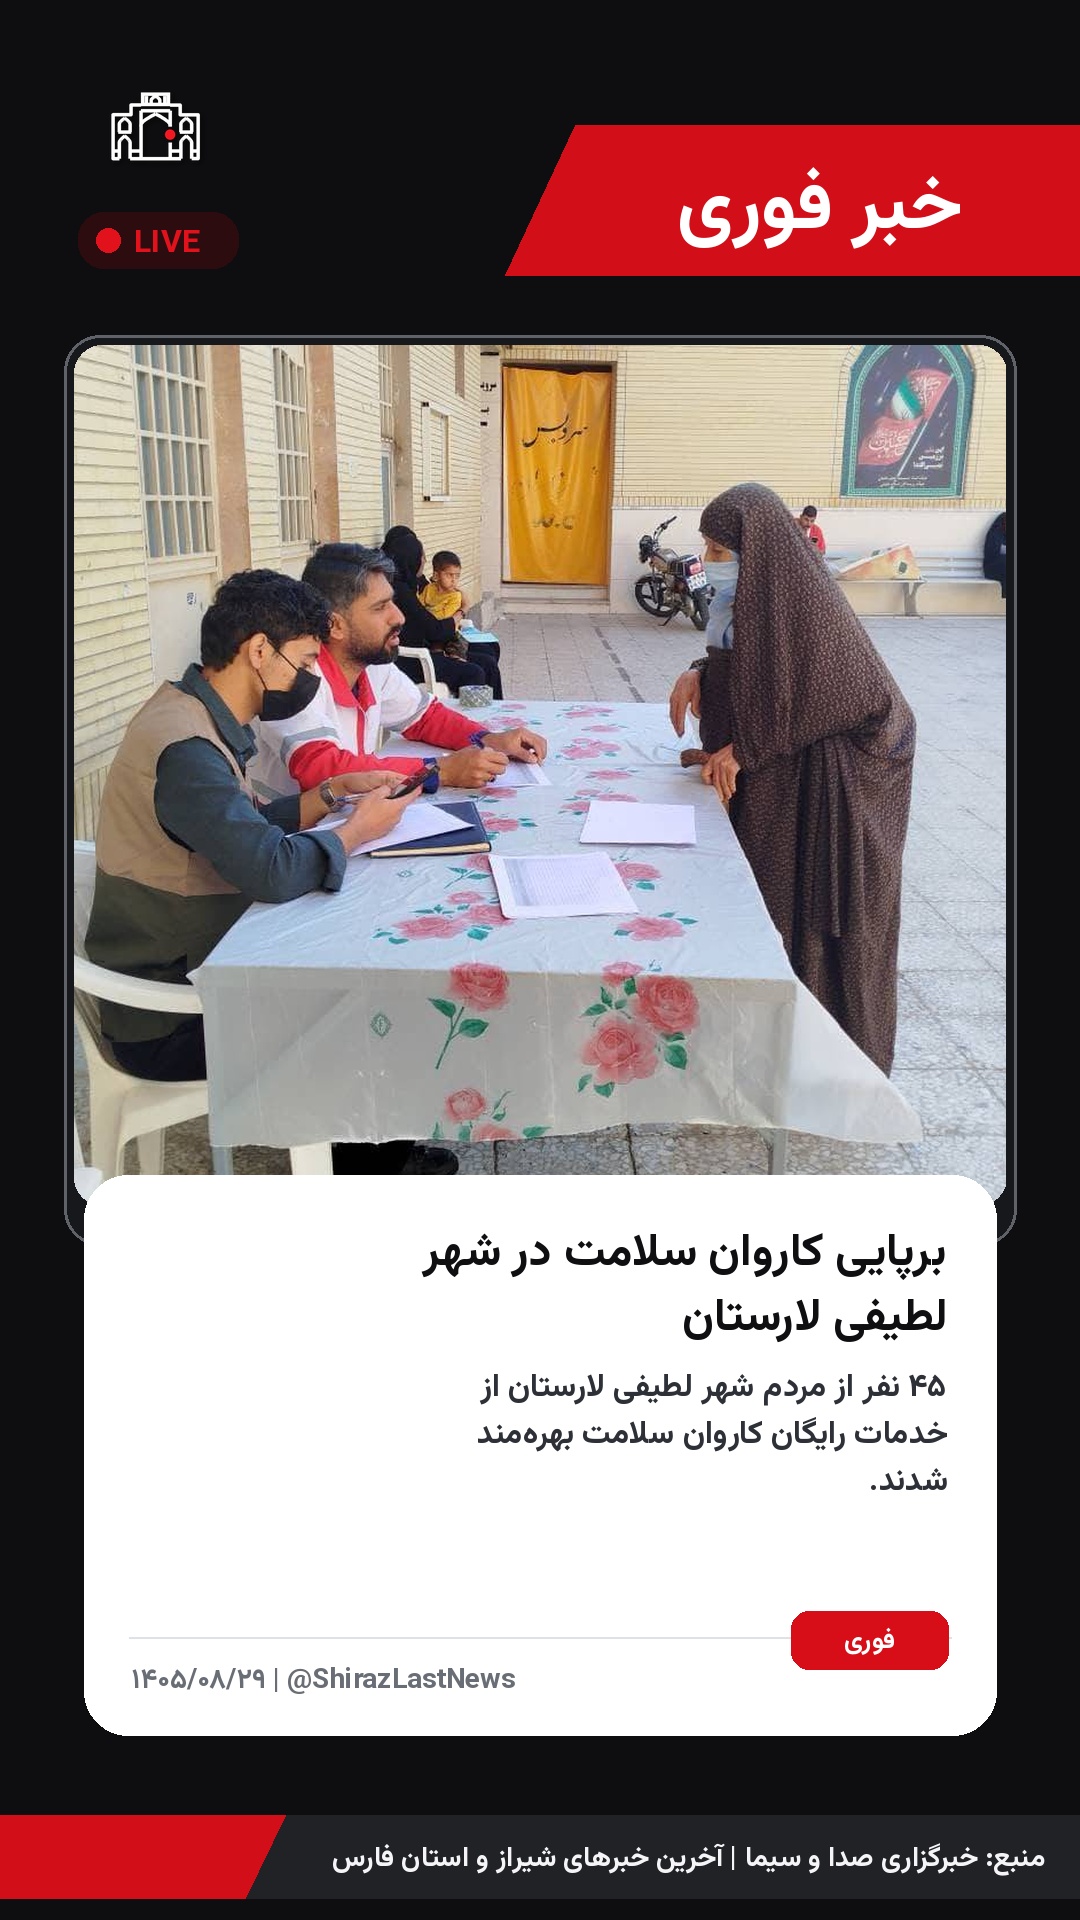 خبر فوری
LIVE
سرویس
برپایی کاروان سلامت در شهر
لطیفی لارستان
۴۵ نفر از مردم شهر لطیفی لارستان از
خدمات رایگان کاروان سلامت بهره‌مند
شدند.
فوری
۱۴۰۵/۰۸/۲۹ | @ShirazLastNews
منبع: خبرگزاری صدا و سیما | آخرین خبرهای شیراز و استان فارس